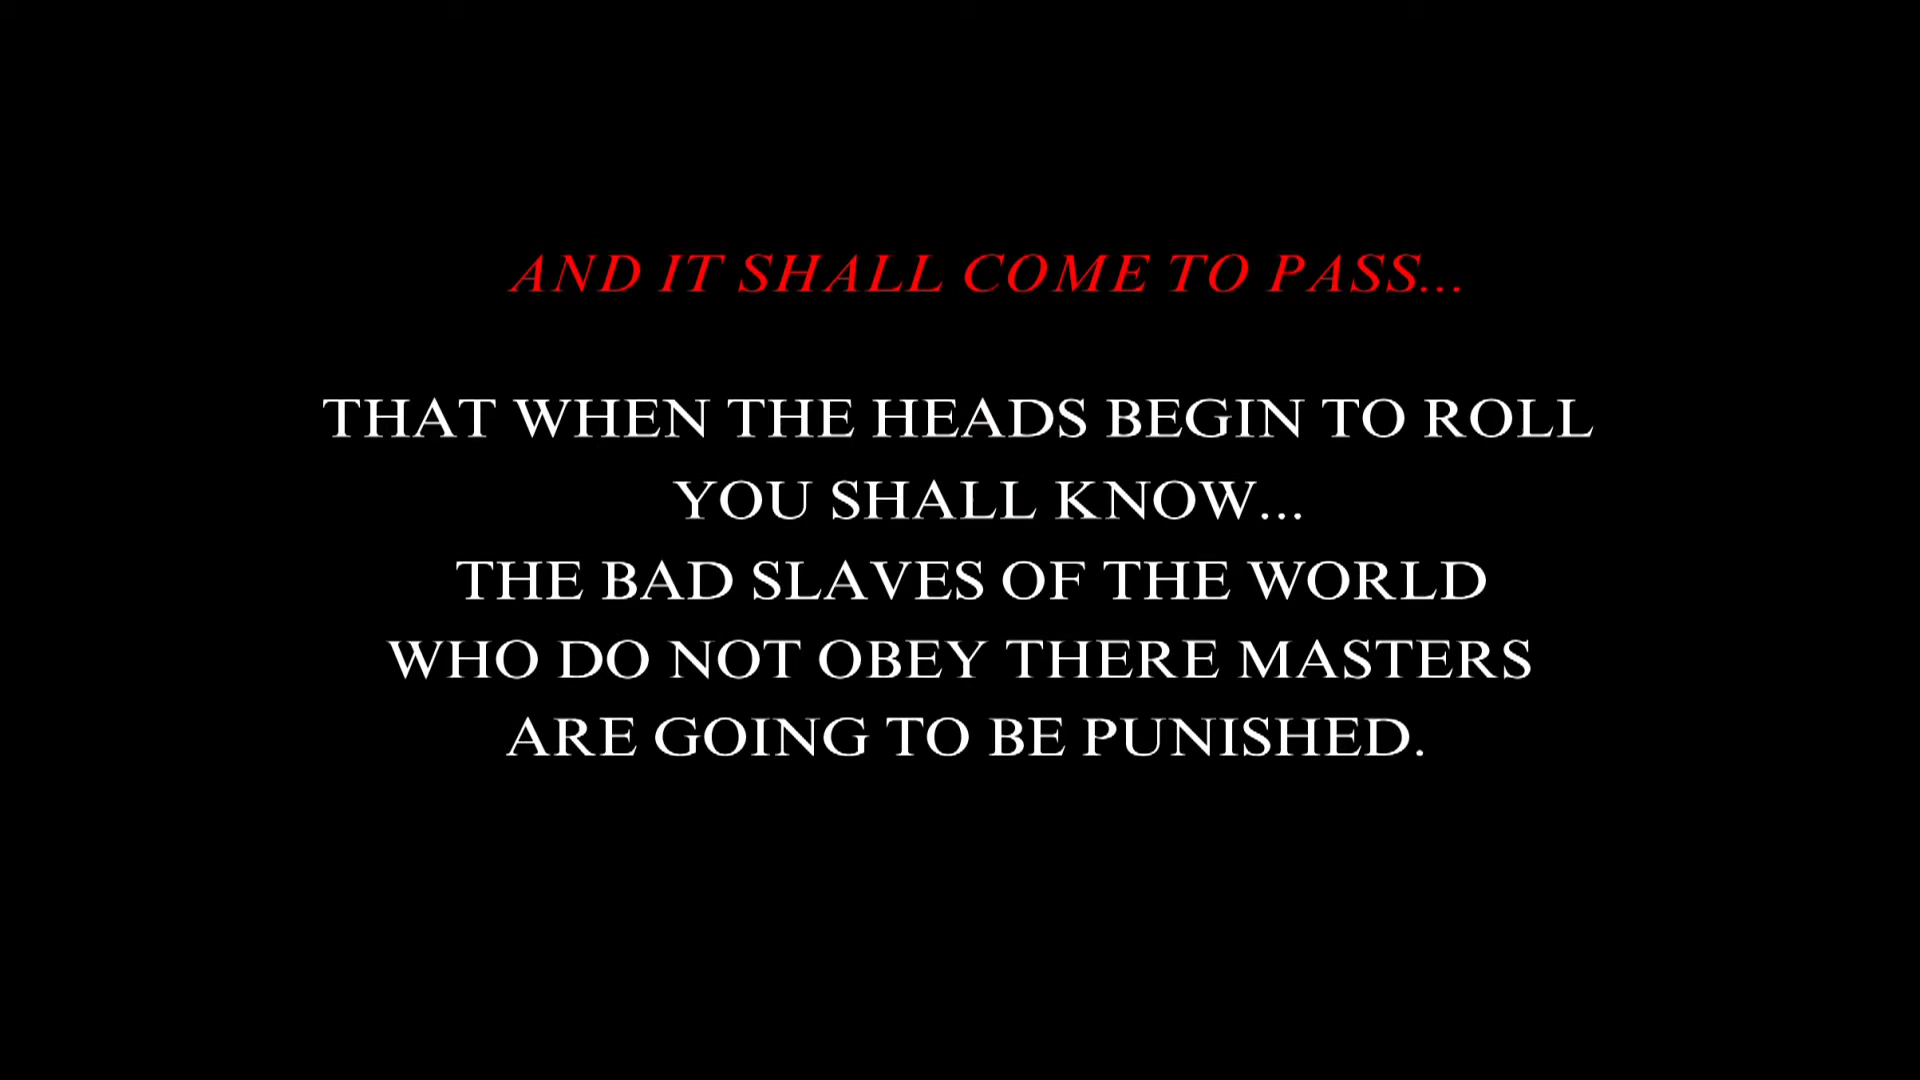 AND IT SHALL COME TO PASS...
THAT WHEN THE HEADS BEGIN TO ROLL
YOU SHALL KNOW...
THE BAD SLAVES OF THE WORLD
WHO DO NOT OBEY THERE MASTERS
ARE GOING TO BE PUNISHED.